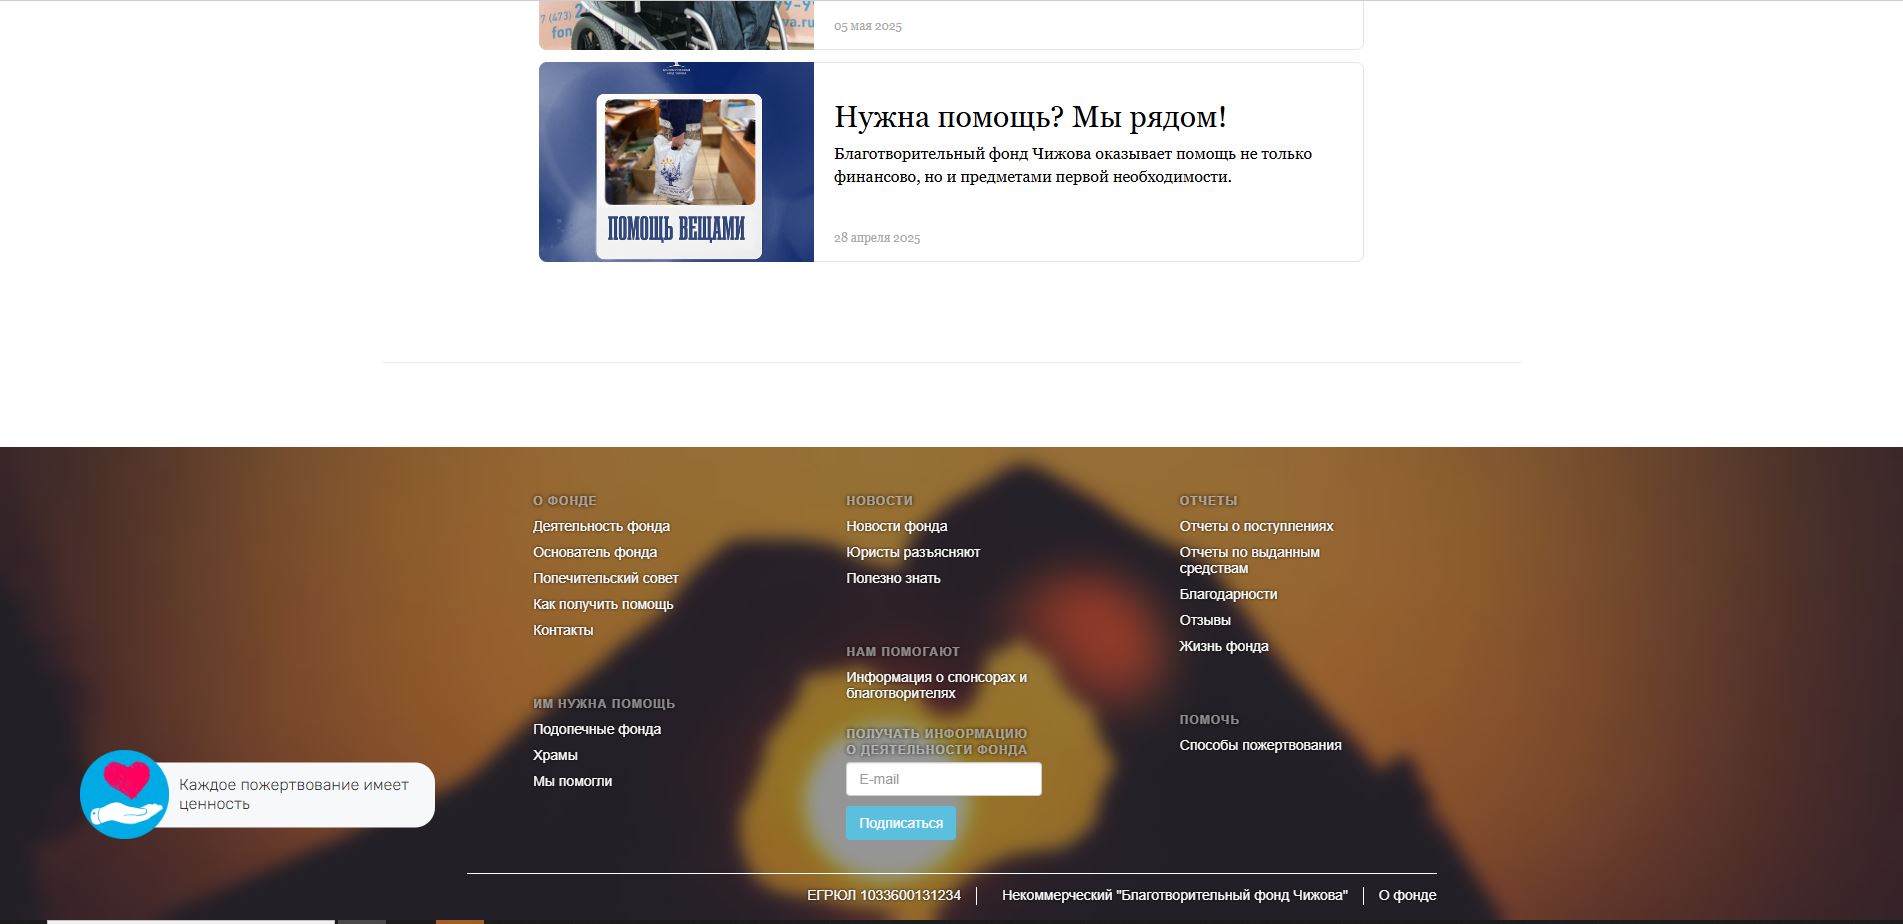 7 (473) 2
fon
99-9
va.ru
05 мая 2025
ПОМОЩЬ ВЕЩАМИ
Нужна помощь? Мы рядом!
Благотворительный фонд Чижова оказывает помощь не только
финансово, но и предметами первой необходимости.
28 апреля 2025
О ФОНДЕ
Деятельность фонда
Основатель фонда
Попечительский совет
Как получить помощь
Контакты
ИМ НУЖНА ПОМОЩЬ
Подопечные фонда
Храмы
Мы помогли
НОВОСТИ
Новости фонда
Юристы разъясняют
Полезно знать
НАМ ПОМОГАЮТ
Информация о спонсорах и
благотворителях
ПОЛУЧАТЬ ИНФОРМАЦИЮ
О ДЕЯТЕЛЬНОСТИ ФОНДА
E-mail
Подписаться
ОТЧЕТЫ
Отчеты о поступлениях
Отчеты по выданным
средствам
Благодарности
Отзывы
Жизнь фонда
ПОМОЧЬ
Способы пожертвования
Каждое пожертвование имеет
ценность
ЕГРЮЛ 1033600131234
Некоммерческий "Благотворительный фонд Чижова"
О фонде